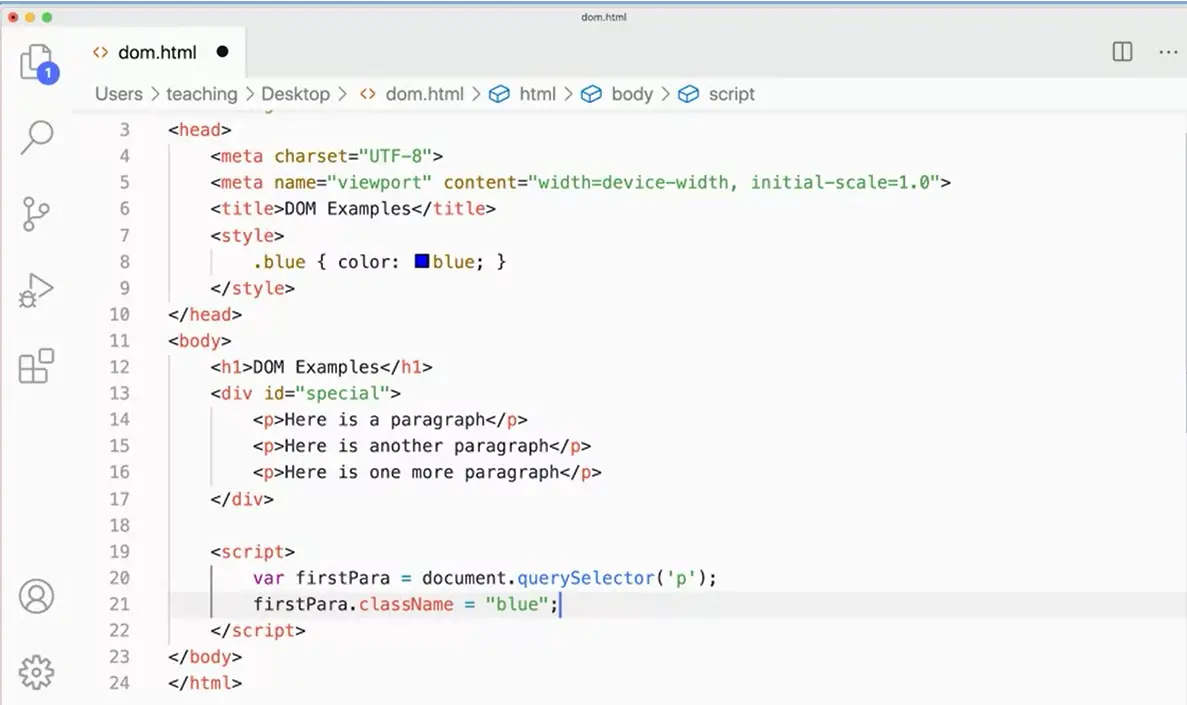 dom.html
dom.html
1
Users > teaching > Desktop > <> dom.html > html > body > script
3 <head>
4 <meta charset="UTF-8">
5 <meta name="viewport" content="width=device-width, initial-scale=1.0">
6 <title>DOM Examples</title>
7 <style>
8 .blue { color: blue; }
9 </style>
10 </head>
11 <body>
12 <h1>DOM Examples</h1>
13 <div id="special">
14 <p>Here is a paragraph</p>
15 <p>Here is another paragraph</p>
16 <p>Here is one more paragraph</p>
17 </div>
18
19 <script>
20 var firstPara = document.querySelector('p');
21 firstPara.className = "blue";
22 </script>
23 </body>
24 </html>